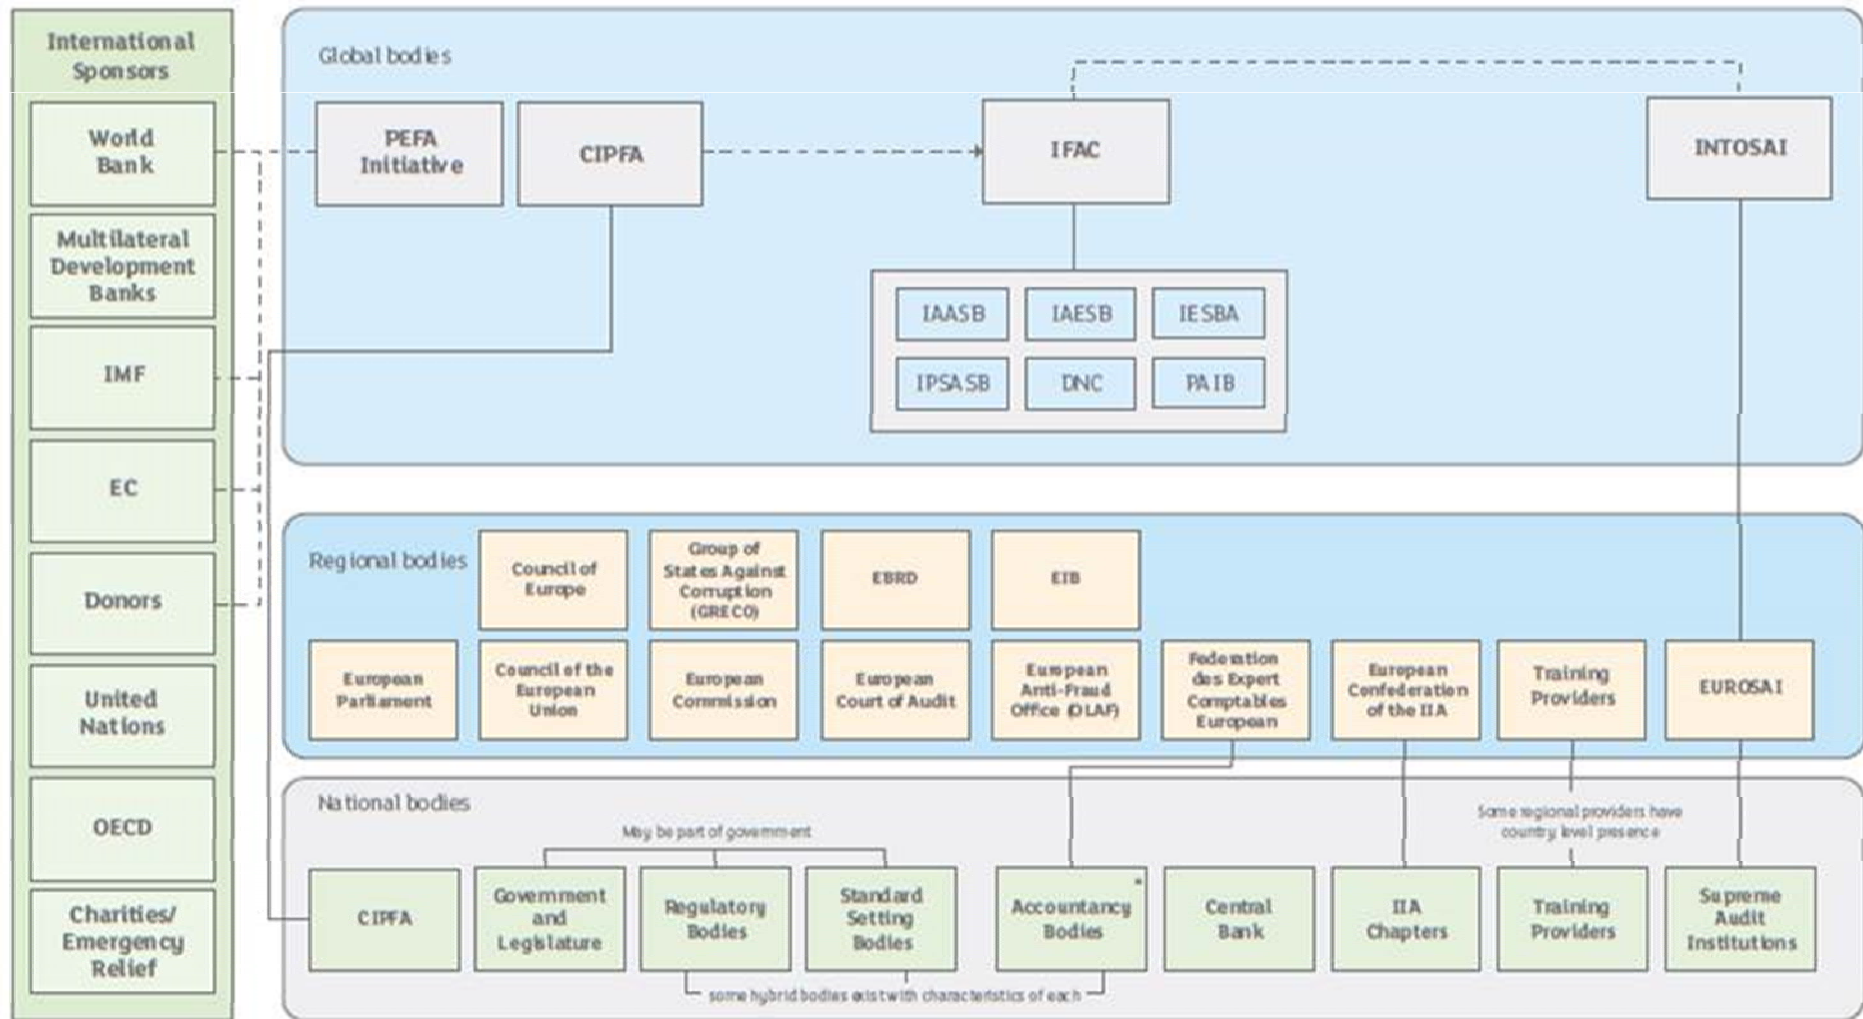 International
Sponsors
World
Bank
Multilateral
Development
Banks
IMF
EC
Donors
United
Nations
OECD
Charities/
Emergency
Relief
Global bodies
PEFA
Initiative
CIPFA
IFAC
INTOSAI
IAASB
IAESB
IESBA
IPSASB
DNC
PAIB
Regional bodies
Council of
Europe
Group of
States Against
Corruption
(GRECO)
EBRD
EIB
European
Parliament
Council of the
European
Union
European
Commission
European
Court of Audit
European
Anti-Fraud
Office (OLAF)
Federation
des Expert
Comptables
European
European
Confederation
of the IIA
Training
Providers
EUROSAI
National bodies
May be part of government
Some regional providers have
country level presence
CIPFA
Government
and
Legislature
Regulatory
Bodies
Standard
Setting
Bodies
Accountancy
Bodies
*
Central
Bank
IIA
Chapters
Training
Providers
Supreme
Audit
Institutions
some hybrid bodies exist with characteristics of each